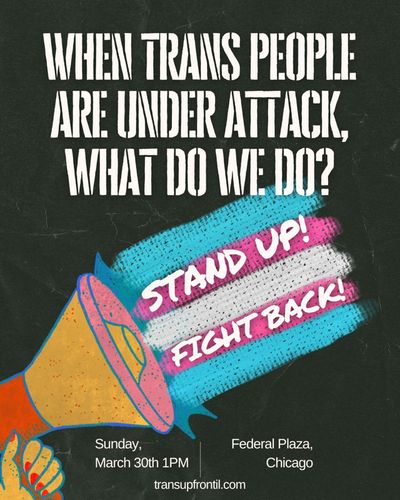 WHEN TRANS PEOPLE
ARE UNDER ATTACK,
WHAT DO WE DO?
STAND UP!
FIGHT BACK!
Sunday,
March 30th 1PM
Federal Plaza,
Chicago
transupfrontil.com